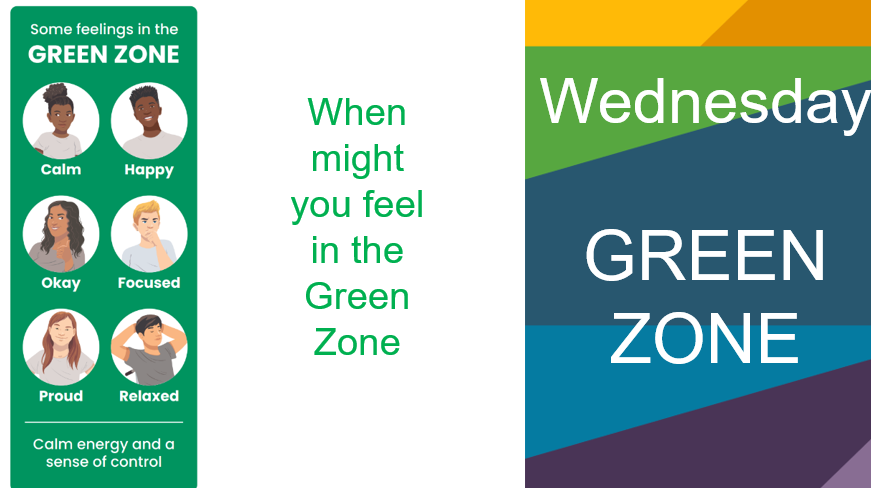 Some feelings in the
GREEN ZONE
Calm
Happy
Okay
Focused
Proud
Relaxed
Calm energy and a
sense of control
When
might
you feel
in the
Green
Zone
Wednesday
GREEN
ZONE